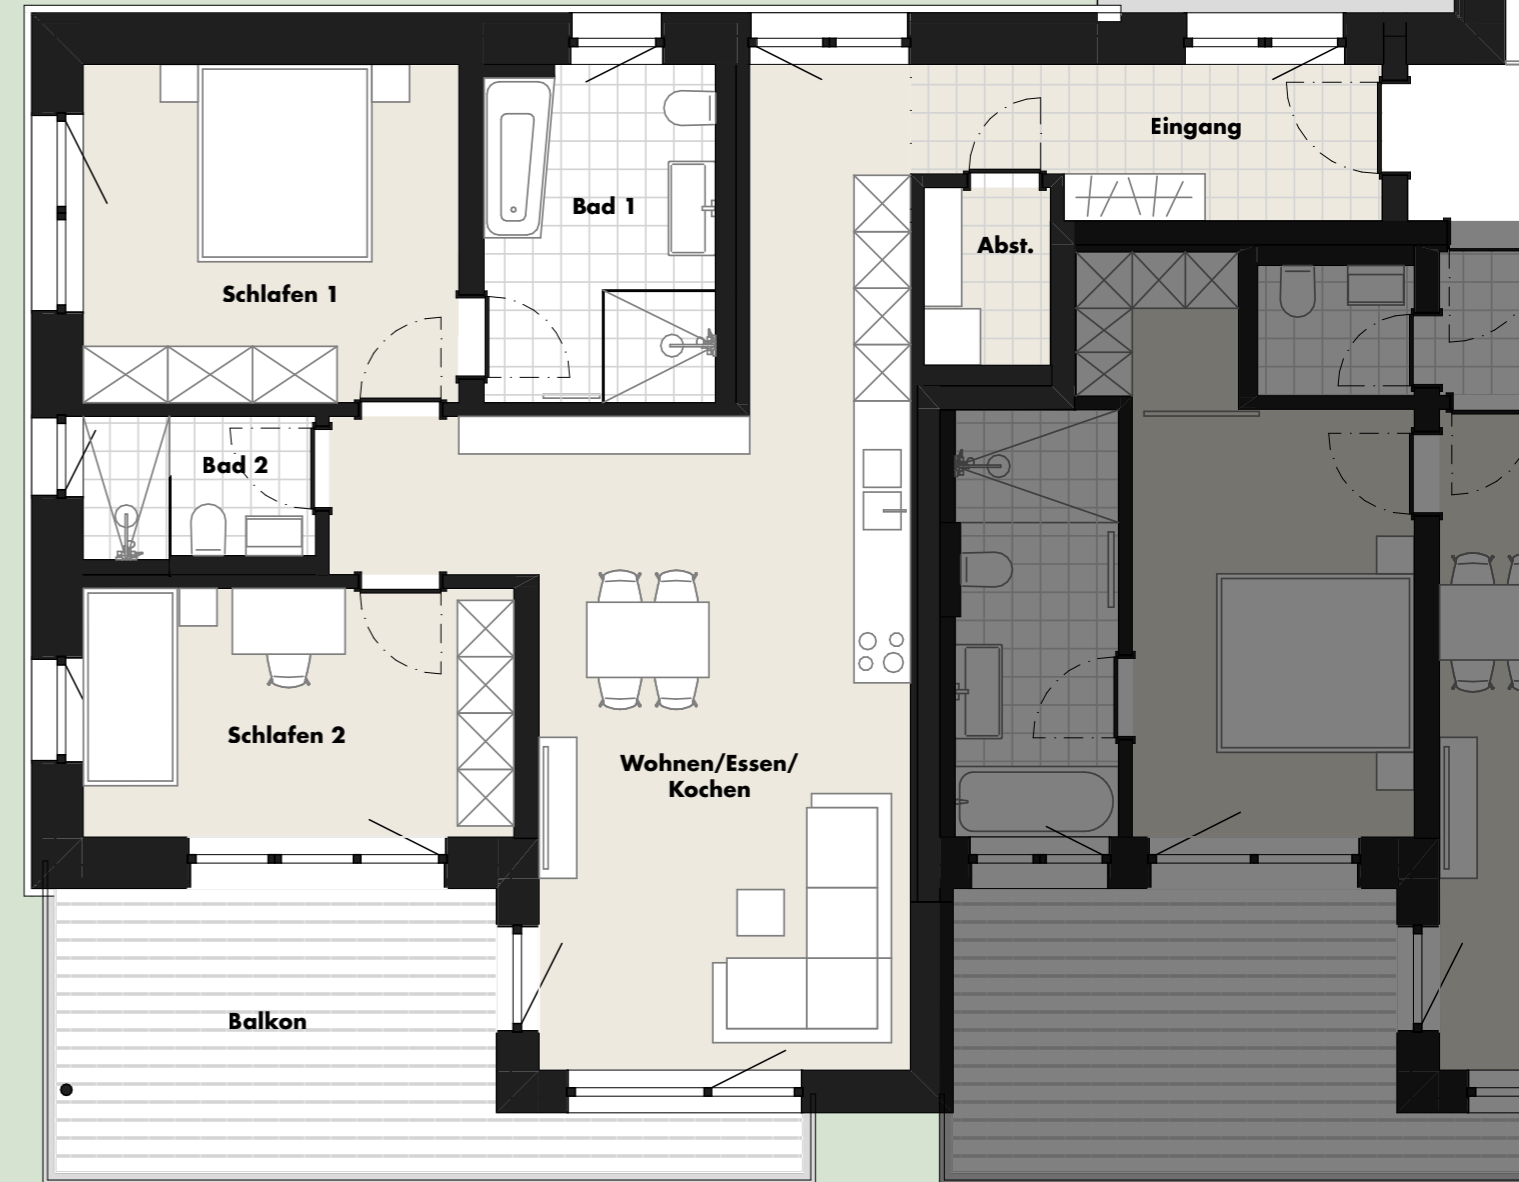 Eingang
Bad 1
Abst.
Schlafen 1
Bad 2
Schlafen 2
Wohnen/Essen/
Kochen
Balkon